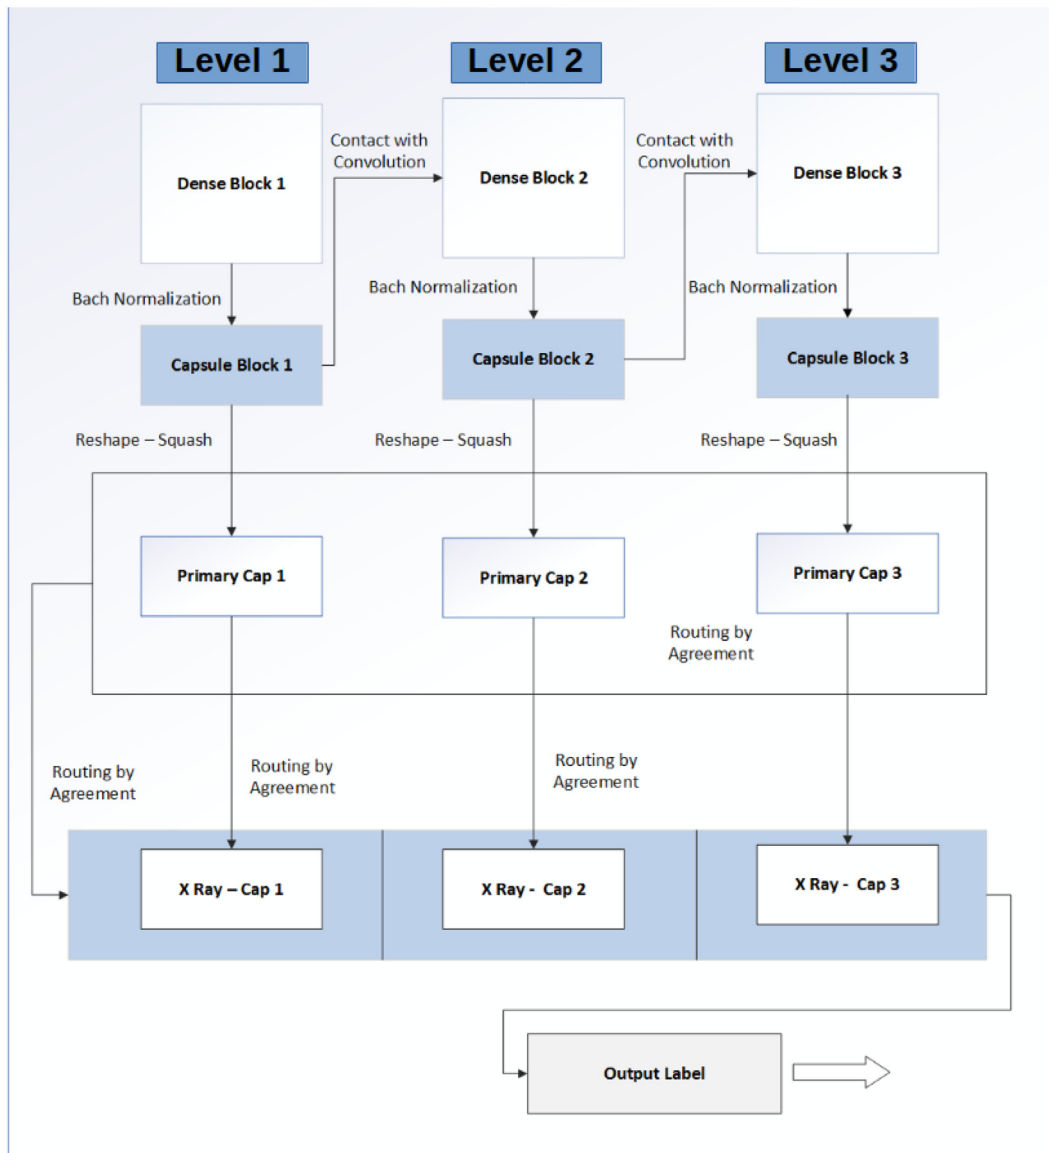 Level 1
Level 2
Level 3
Contact with
Convolution
Contact with
Convolution
Dense Block 1
Dense Block 2
Dense Block 3
Bach Normalization
Bach Normalization
Bach Normalization
Capsule Block 1
Capsule Block 2
Capsule Block 3
Reshape – Squash
Reshape – Squash
Reshape – Squash
Primary Cap 1
Primary Cap 2
Primary Cap 3
Routing by
Agreement
Routing by
Agreement
Routing by
Agreement
Routing by
Agreement
X Ray – Cap 1
X Ray - Cap 2
X Ray - Cap 3
Output Label